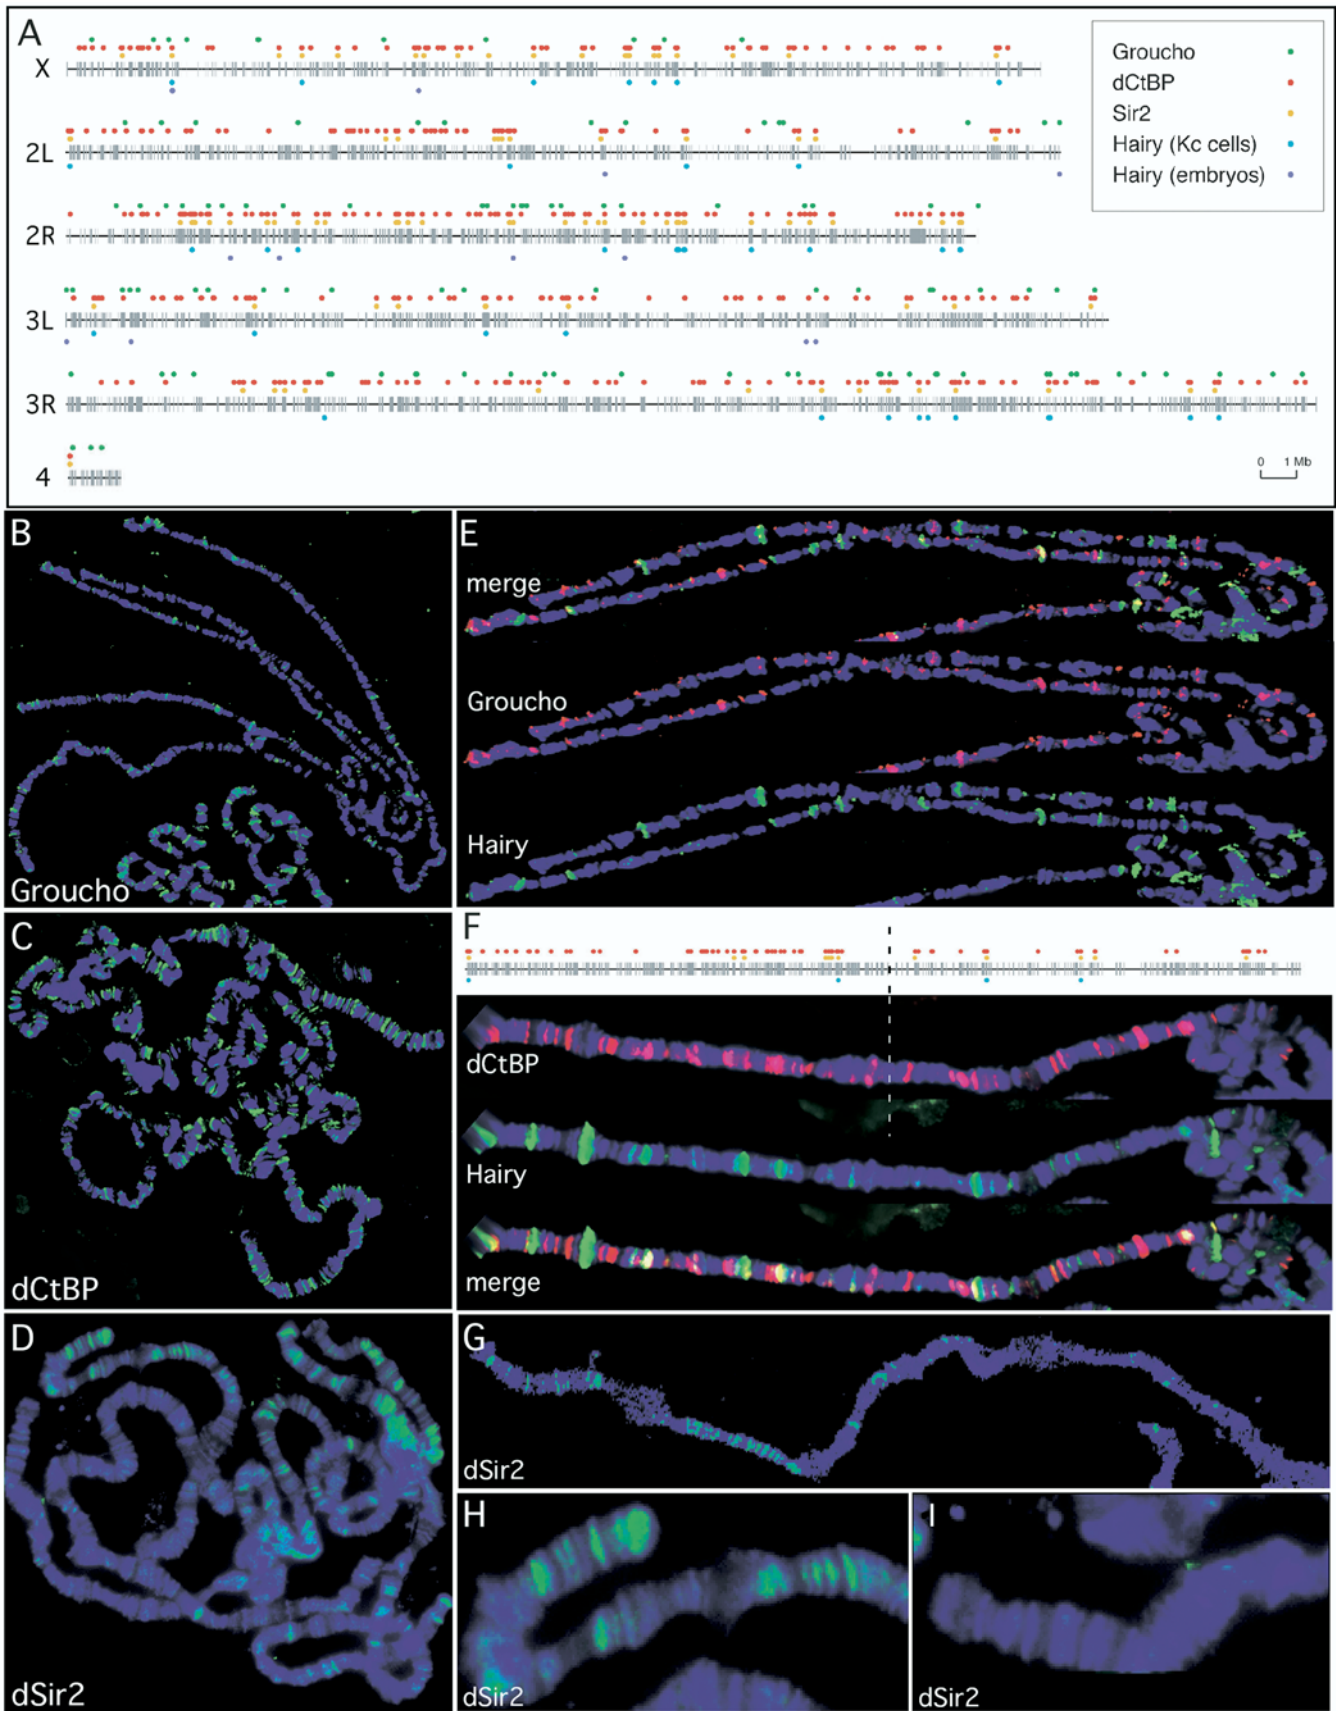 A
X
2L
2R
3L
3R
4
Groucho
dCtBP
Sir2
Hairy (Kc cells)
Hairy (embryos)
0 1 Mb
B
Groucho
C
dCtBP
D
dSir2
E
merge
Groucho
Hairy
F
dCtBP
Hairy
merge
G
dSir2
H
dSir2
I
dSir2